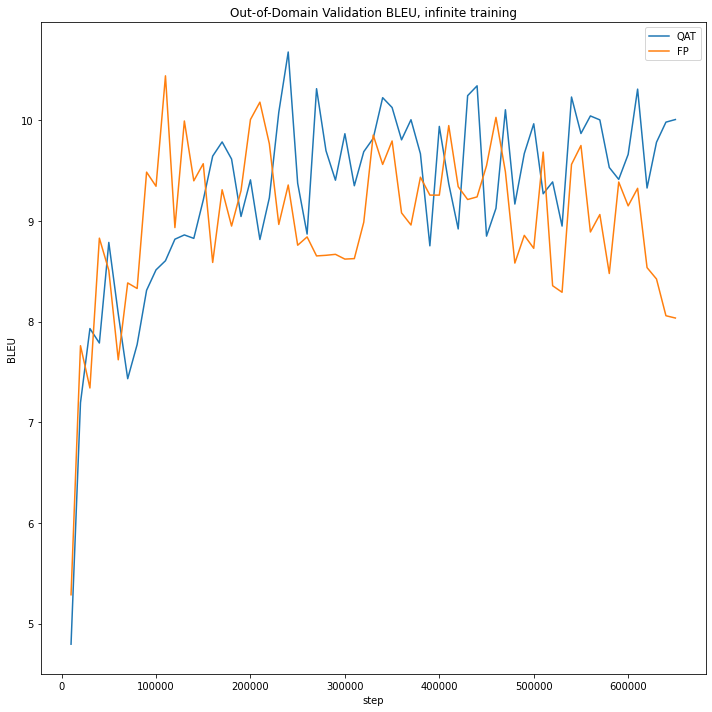 Out-of-Domain Validation BLEU, infinite training
QAT
FP
10
9
8
7
6
5
BLEU
0
100000
200000
300000
400000
500000
600000
step